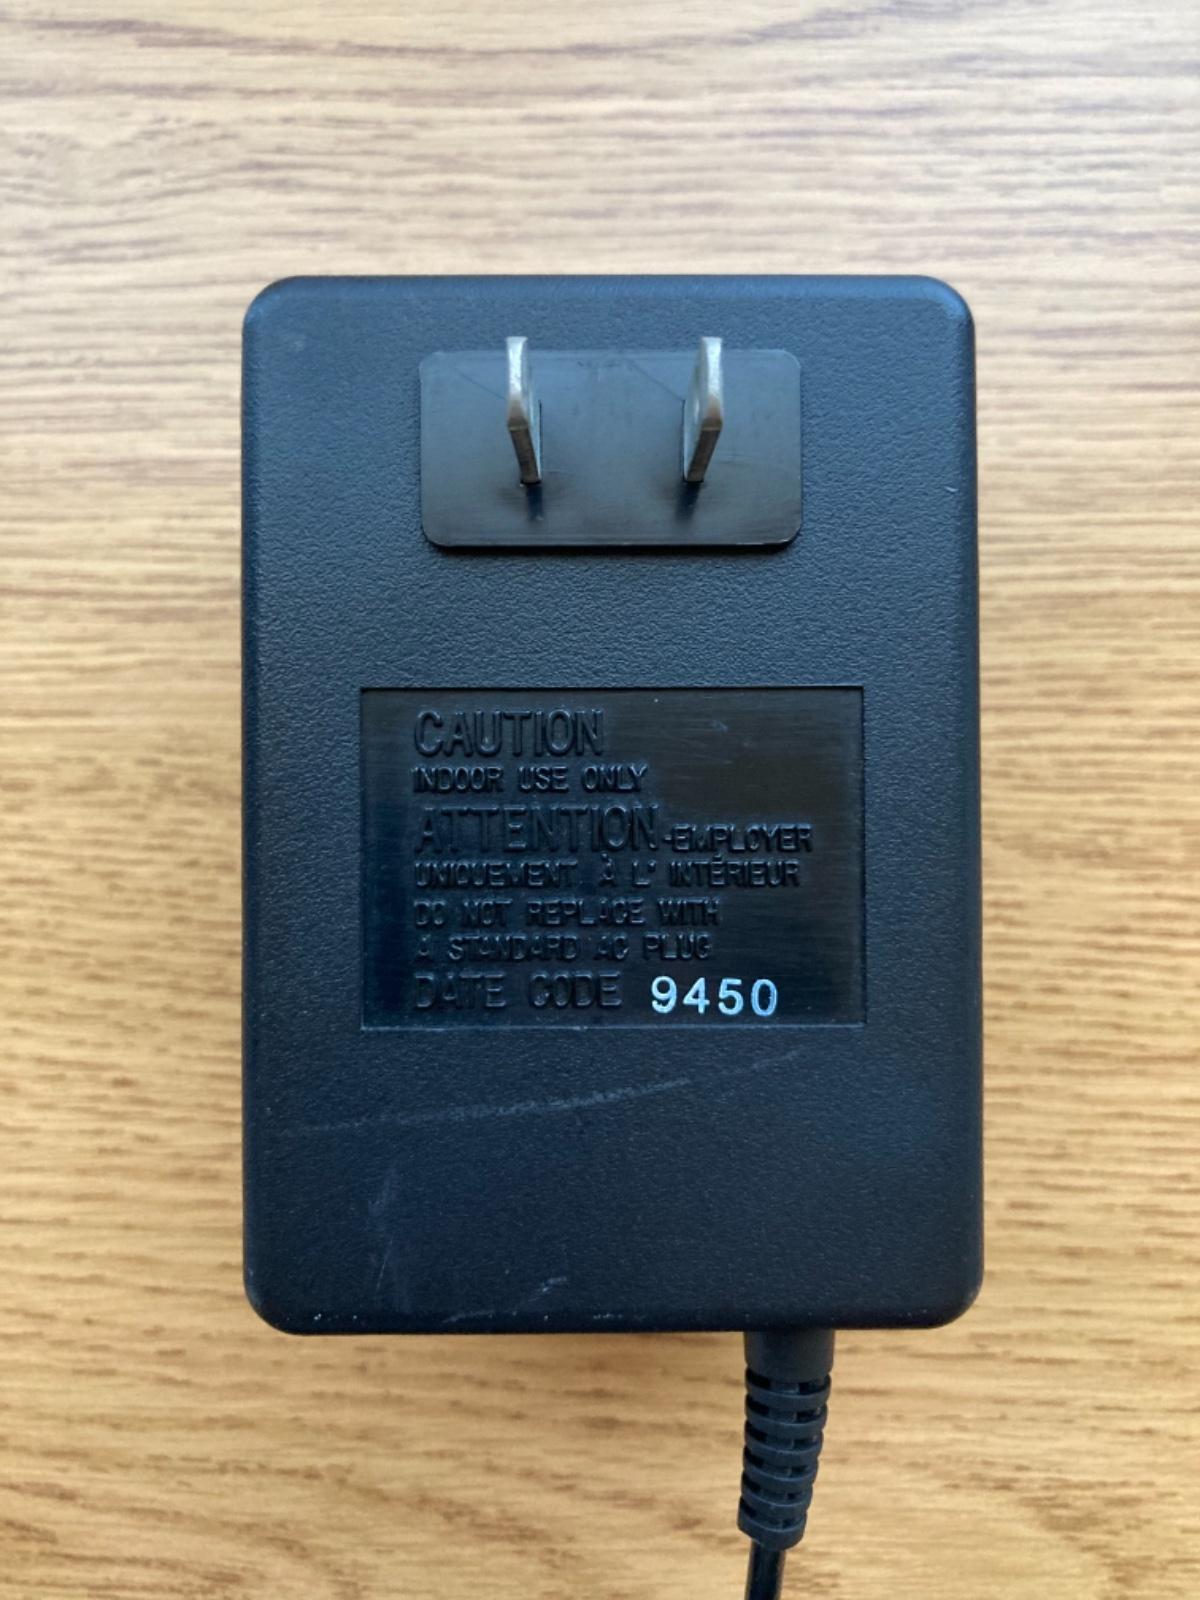 CAUTION
INDOOR USE ONLY
ATTENTION-EMPLOYER
UNIQUEMENT À L' INTÉRIEUR
DO NOT REPLACE WITH
A STANDARD AC PLUG
DATE CODE 9450